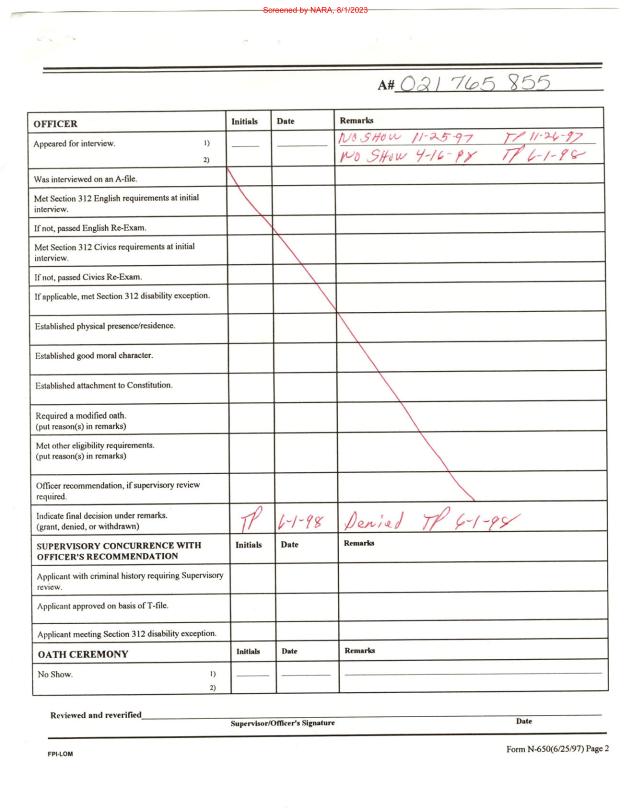 Screened by NARA, 8/1/2023
A# 021 765 855
OFFICER Initials Date Remarks
Appeared for interview. 1) NO SHOW 11-25-97 TP 11-26-97
2) NO SHOW 4-16-98 TP 6-1-98
Was interviewed on an A-file.
Met Section 312 English requirements at initial
interview.
If not, passed English Re-Exam.
Met Section 312 Civics requirements at initial
interview.
If not, passed Civics Re-Exam.
If applicable, met Section 312 disability exception.
Established physical presence/residence.
Established good moral character.
Established attachment to Constitution.
Required a modified oath.
(put reason(s) in remarks)
Met other eligibility requirements.
(put reason(s) in remarks)
Officer recommendation, if supervisory review
required.
Indicate final decision under remarks.
(grant, denied, or withdrawn) TP 6-1-98 Denied TP 6-1-98
SUPERVISORY CONCURRENCE WITH Initials Date Remarks
OFFICER'S RECOMMENDATION
Applicant with criminal history requiring Supervisory
review.
Applicant approved on basis of T-file.
Applicant meeting Section 312 disability exception.
OATH CEREMONY Initials Date Remarks
No Show. 1)
2)
Reviewed and reverified
Supervisor/Officer's Signature Date
FPI-LOM Form N-650(6/25/97) Page 2